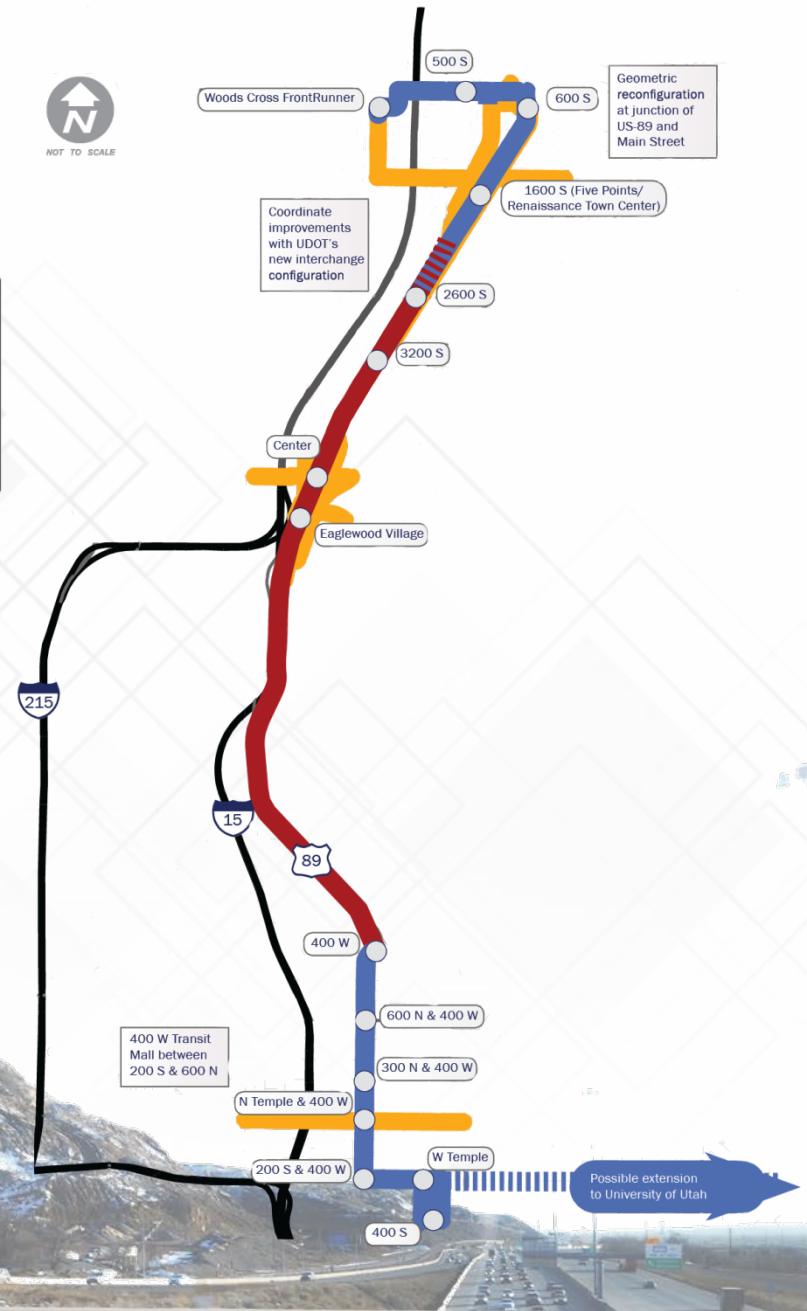 500 S
Woods Cross FrontRunner
600 S
Geometric
reconfiguration
at junction of
US-89 and
Main Street
N
NOT TO SCALE
1600 S (Five Points/
Renaissance Town Center)
Coordinate
improvements
with UDOT's
new interchange
configuration
2600 S
3200 S
Center
Eaglewood Village
215
15
89
400 W
600 N & 400 W
400 W Transit
Mall between
200 S & 600 N
300 N & 400 W
N Temple & 400 W
W Temple
200 S & 400 W
Possible extension
to University of Utah
400 S